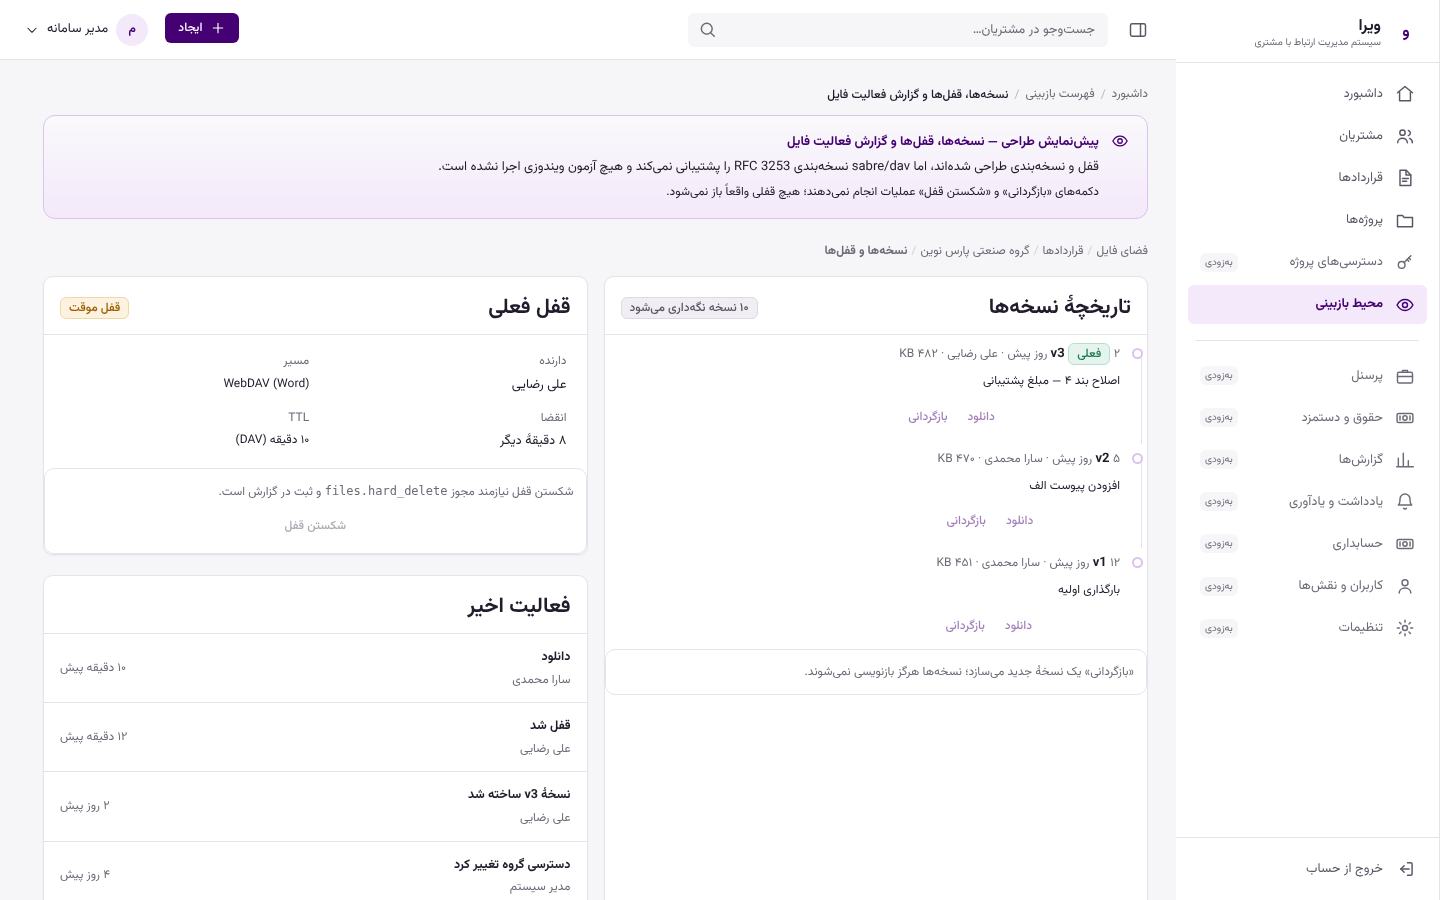 و
ویرا
سیستم مدیریت ارتباط با مشتری
داشبورد
مشتریان
قراردادها
پروژه‌ها
دسترسی‌های پروژه
به‌زودی
محیط بازبینی
پرسنل
به‌زودی
حقوق و دستمزد
به‌زودی
گزارش‌ها
به‌زودی
یادداشت و یادآوری
به‌زودی
حسابداری
به‌زودی
کاربران و نقش‌ها
به‌زودی
تنظیمات
به‌زودی
خروج از حساب
جست‌وجو در مشتریان…
ایجاد
م
مدیر سامانه
داشبورد / فهرست بازبینی / نسخه‌ها، قفل‌ها و گزارش فعالیت فایل
پیش‌نمایش طراحی — نسخه‌ها، قفل‌ها و گزارش فعالیت فایل
قفل و نسخه‌بندی طراحی شده‌اند، اما sabre/dav نسخه‌بندی RFC 3253 را پشتیبانی نمی‌کند و هیچ آزمون ویندوزی اجرا نشده است.
دکمه‌های «بازگردانی» و «شکستن قفل» عملیات انجام نمی‌دهند؛ هیچ قفلی واقعاً باز نمی‌شود.
فضای فایل / قراردادها / گروه صنعتی پارس نوین / نسخه‌ها و قفل‌ها
تاریخچهٔ نسخه‌ها
۱۰ نسخه نگه‌داری می‌شود
v3 فعلی ۲ روز پیش · علی رضایی · ۴۸۲ KB
اصلاح بند ۴ — مبلغ پشتیبانی
دانلود
بازگردانی
v2 ۵ روز پیش · سارا محمدی · ۴۷۰ KB
افزودن پیوست الف
دانلود
بازگردانی
v1 ۱۲ روز پیش · سارا محمدی · ۴۵۱ KB
بارگذاری اولیه
دانلود
بازگردانی
«بازگردانی» یک نسخهٔ جدید می‌سازد؛ نسخه‌ها هرگز بازنویسی نمی‌شوند.
قفل فعلی
قفل موقت
دارنده
علی رضایی
مسیر
WebDAV (Word)
انقضا
۸ دقیقهٔ دیگر
TTL
۱۰ دقیقه (DAV)
شکستن قفل نیازمند مجوز files.hard_delete و ثبت در گزارش است.
شکستن قفل
فعالیت اخیر
دانلود
سارا محمدی
۱۰ دقیقه پیش
قفل شد
علی رضایی
۱۲ دقیقه پیش
نسخهٔ v3 ساخته شد
علی رضایی
۲ روز پیش
دسترسی گروه تغییر کرد
مدیر سیستم
۴ روز پیش